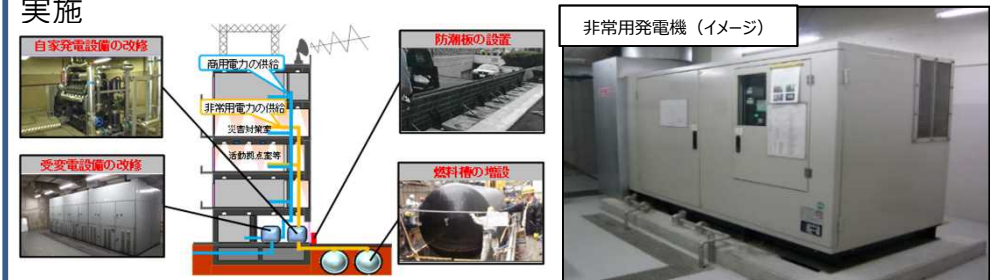 実施
自家発電設備の改修
防潮板の設置
商用電力の供給
非常用電力の供給
災害対策室
活動拠点室等
受変電設備の改修
燃料槽の増設
非常用発電機（イメージ）